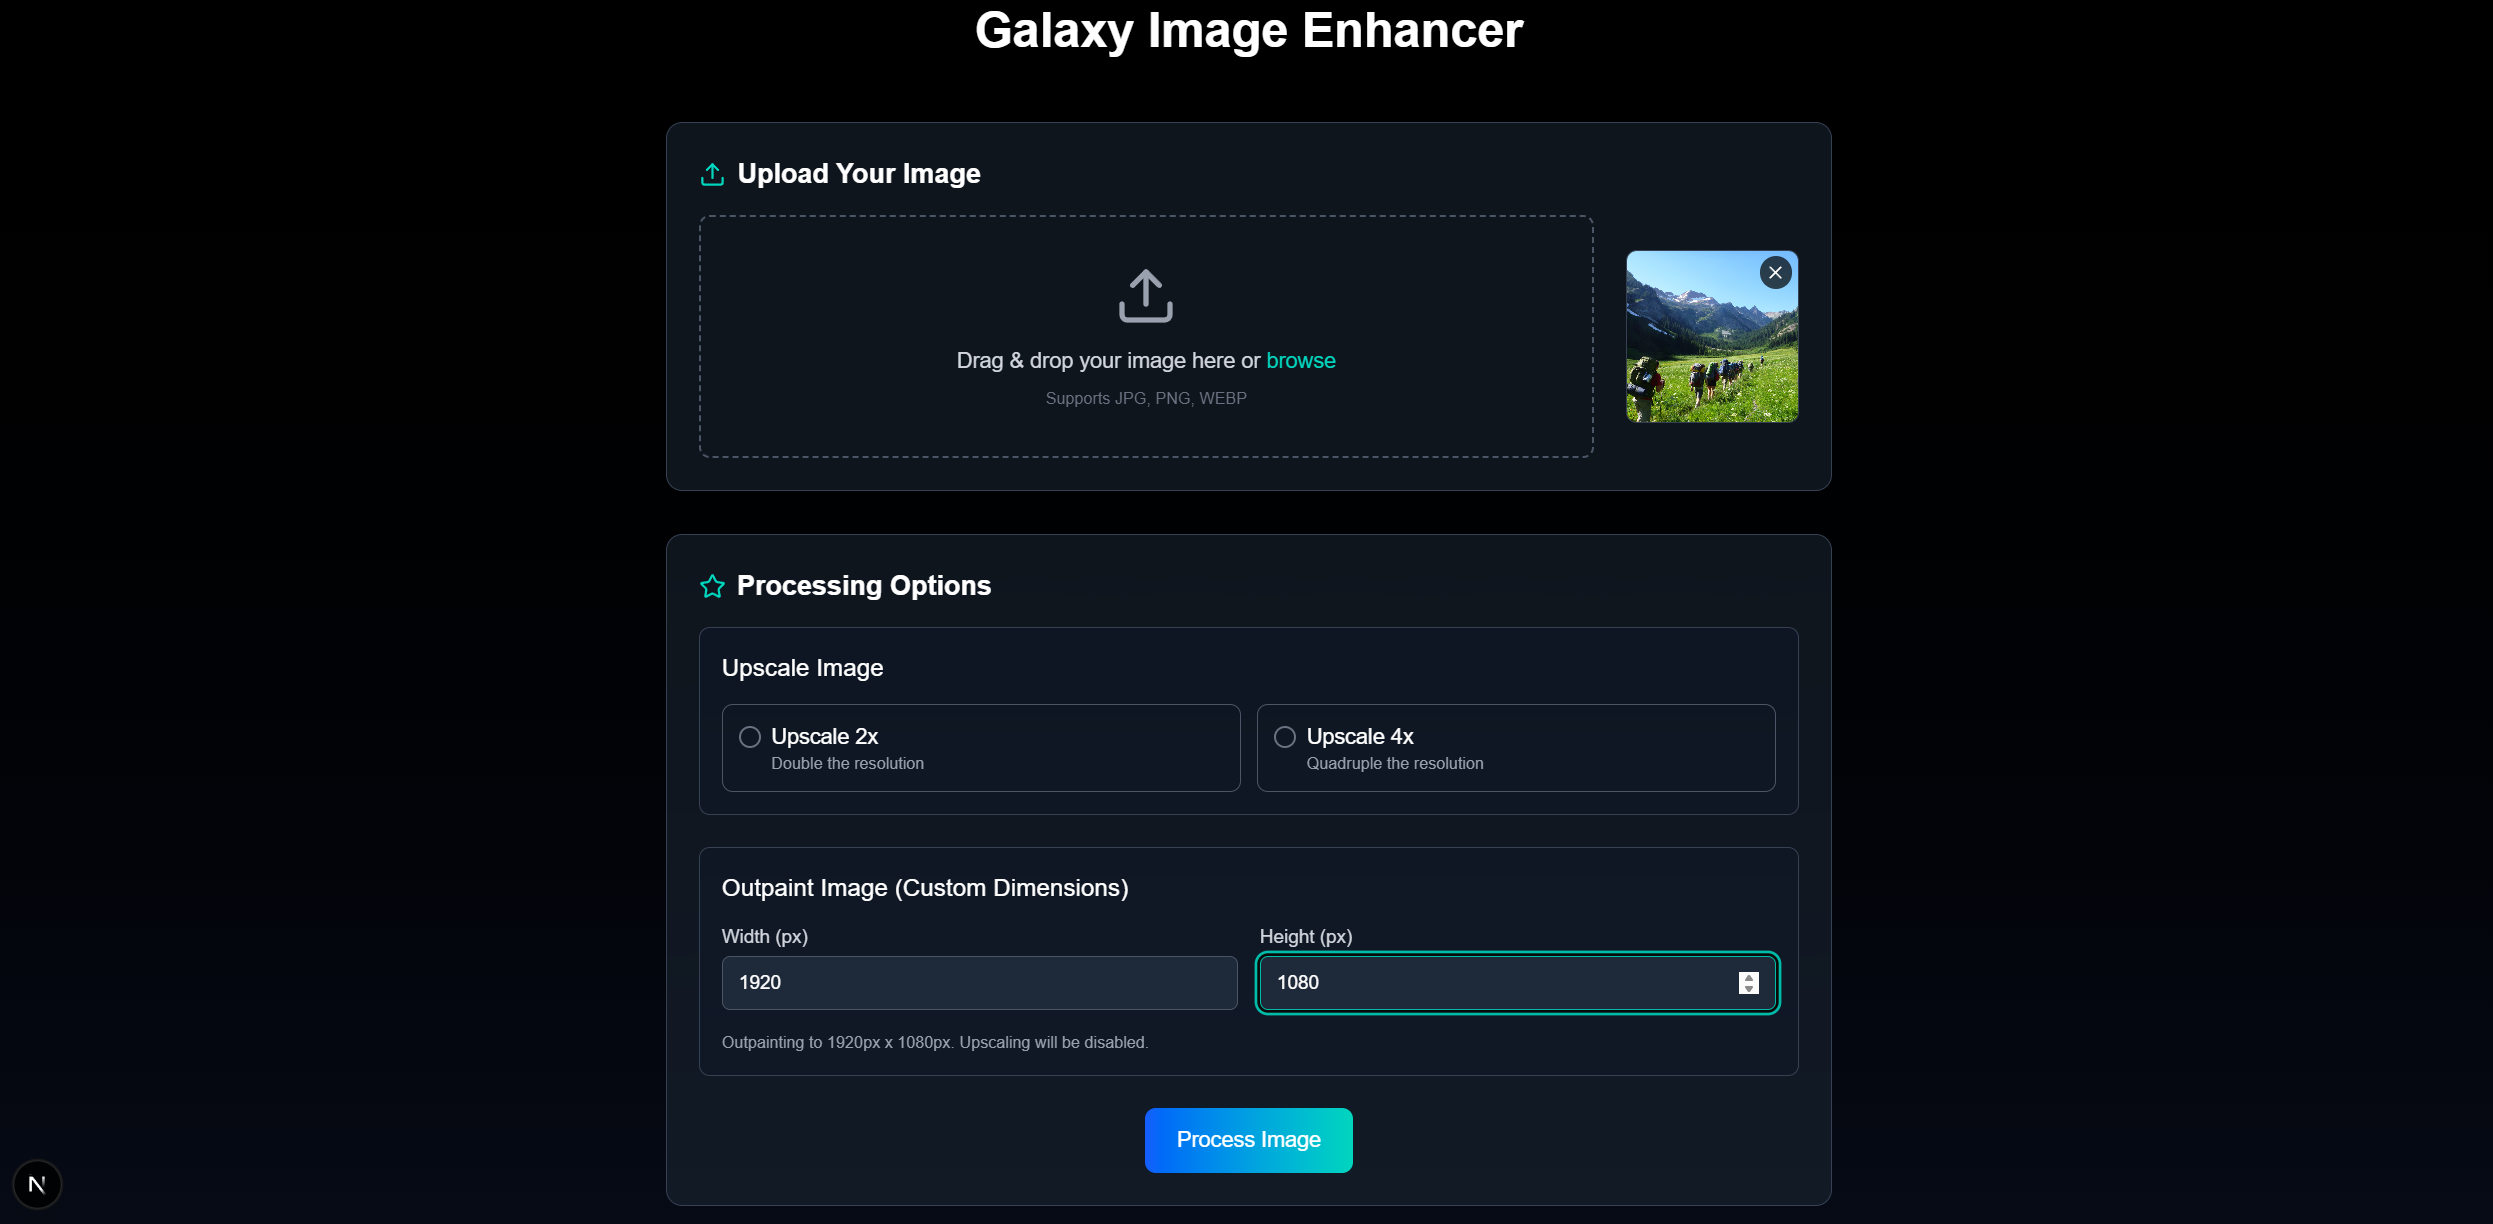 Galaxy Image Enhancer
Upload Your Image
Drag & drop your image here or browse
Supports JPG, PNG, WEBP
Processing Options
Upscale Image
Upscale 2x
Double the resolution
Upscale 4x
Quadruple the resolution
Outpaint Image (Custom Dimensions)
Width (px)
Height (px)
1920
1080
Outpainting to 1920px x 1080px. Upscaling will be disabled.
Process Image
N